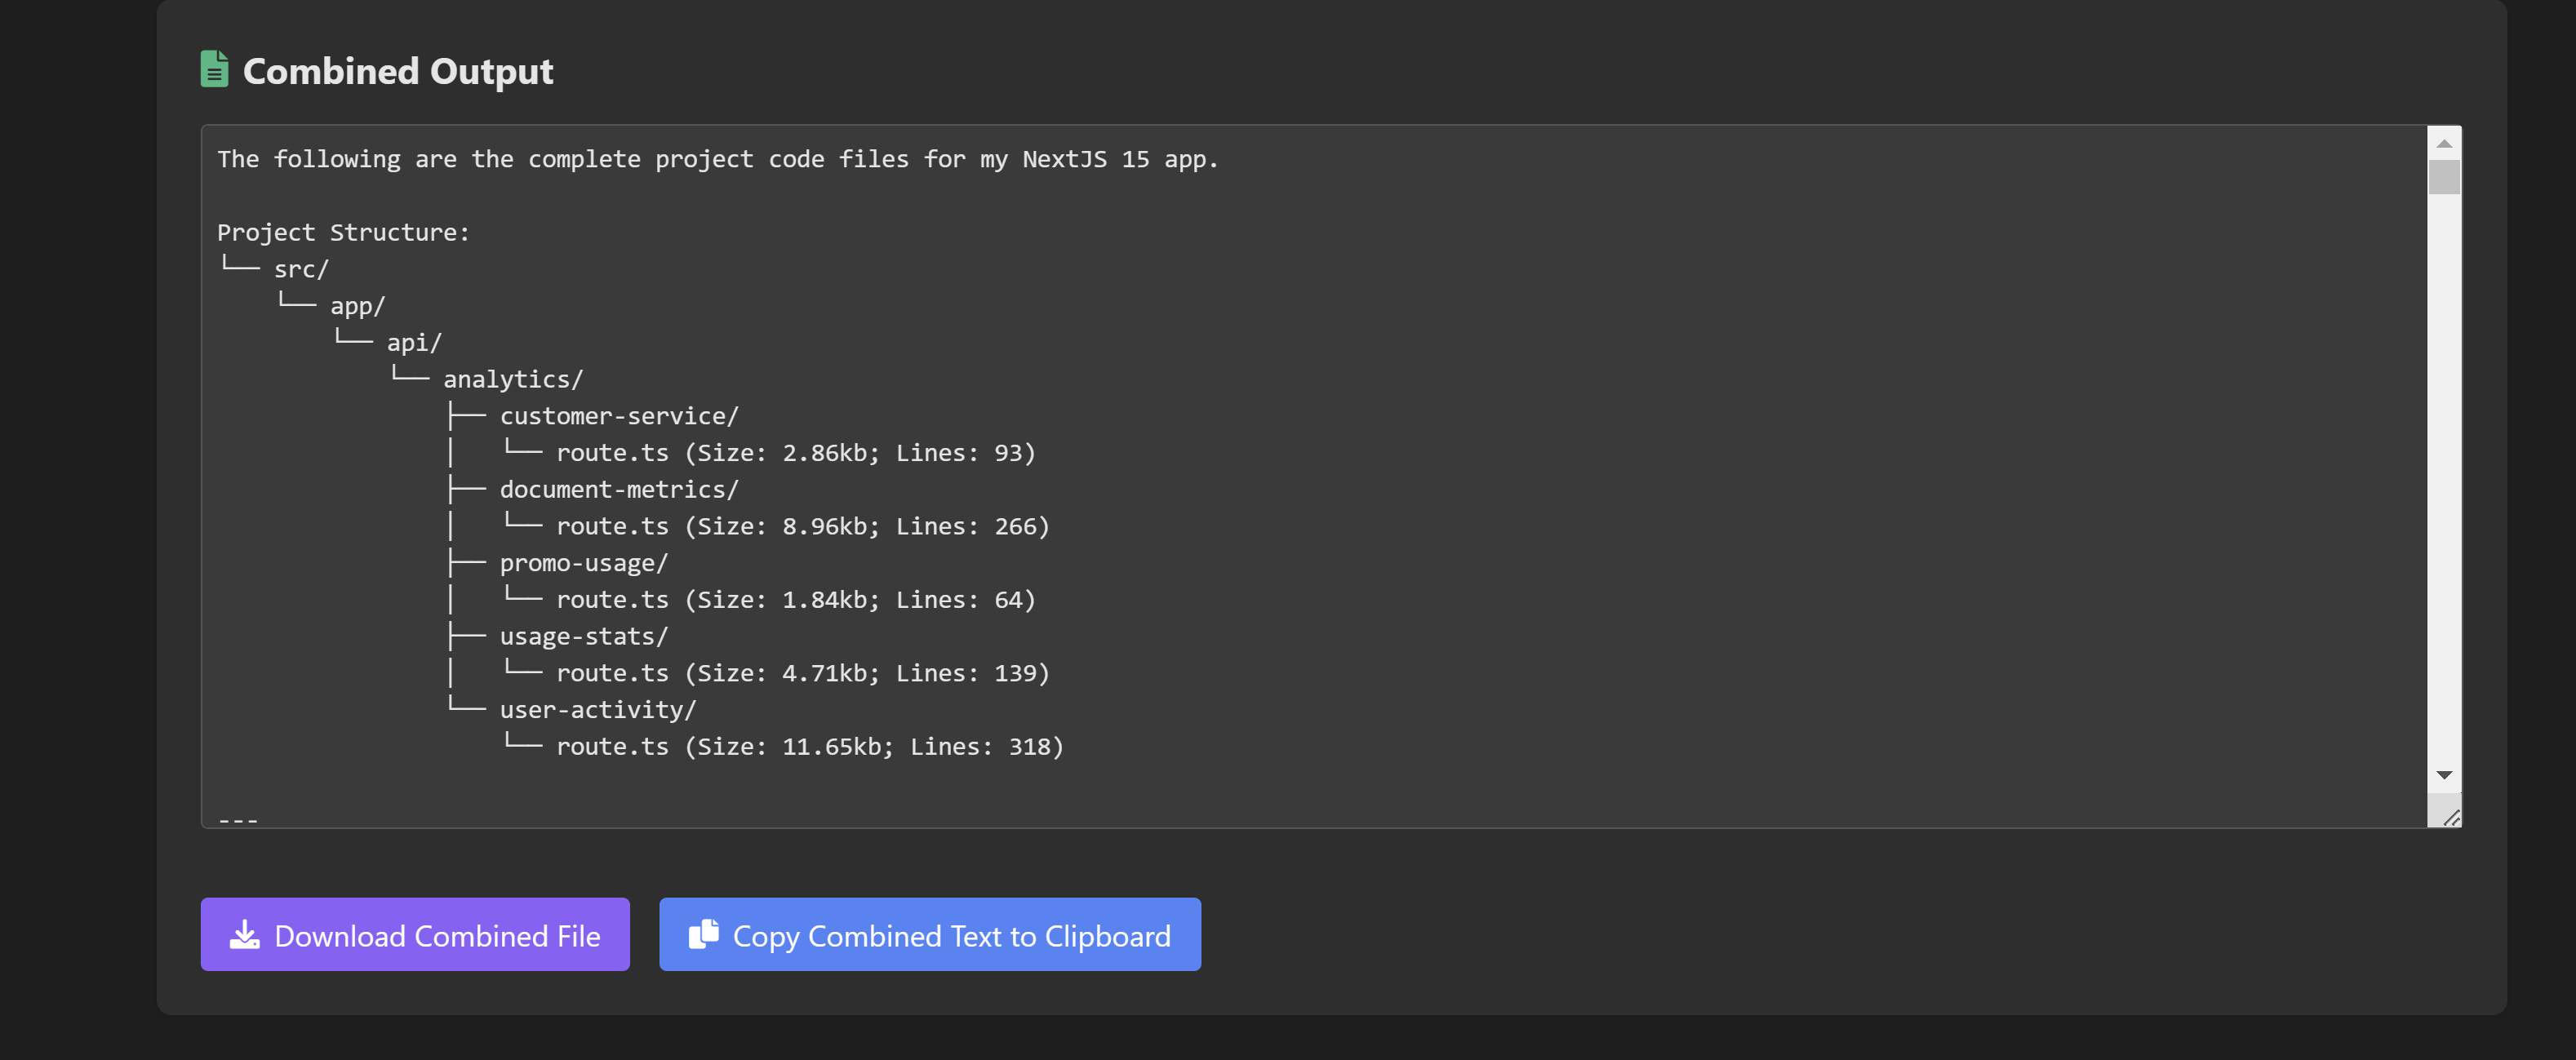 Combined Output
The following are the complete project code files for my NextJS 15 app.
Project Structure:
└── src/
    └── app/
        └── api/
            └── analytics/
                ├── customer-service/
                │   └── route.ts (Size: 2.86kb; Lines: 93)
                ├── document-metrics/
                │   └── route.ts (Size: 8.96kb; Lines: 266)
                ├── promo-usage/
                │   └── route.ts (Size: 1.84kb; Lines: 64)
                ├── usage-stats/
                │   └── route.ts (Size: 4.71kb; Lines: 139)
                └── user-activity/
                    └── route.ts (Size: 11.65kb; Lines: 318)
---
Download Combined File
Copy Combined Text to Clipboard